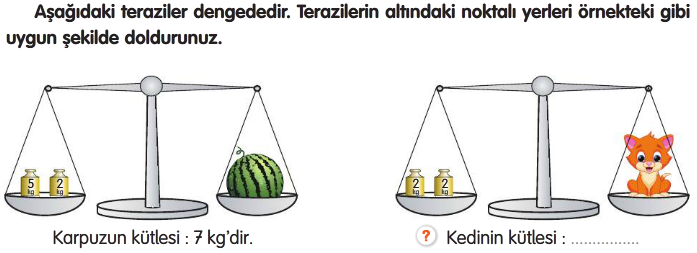 Aşağıdaki teraziler dengededir. Terazilerin altındaki noktalı yerleri örnekteki gibi
uygun şekilde doldurunuz.
5 kg 2 kg
2 kg 2 kg
Karpuzun kütlesi : 7 kg'dir.
? Kedinin kütlesi : ................